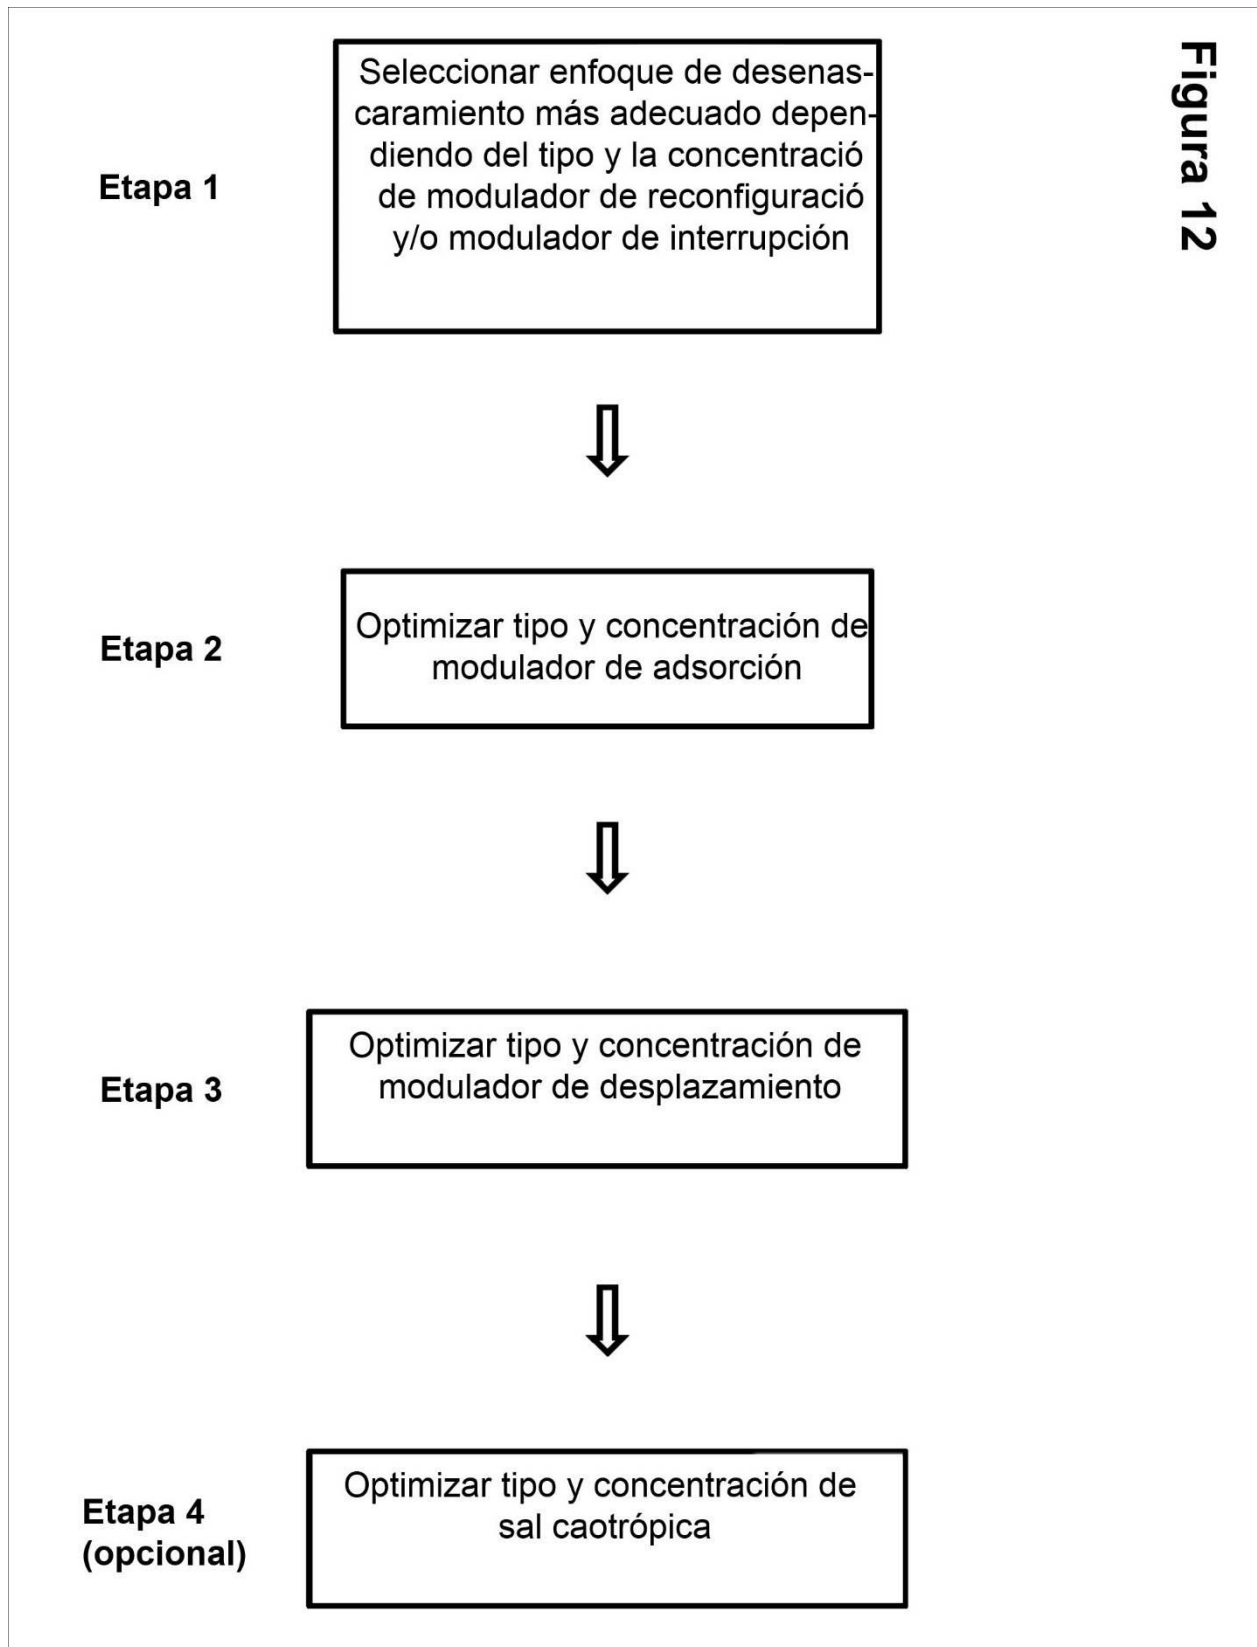 Figura 12
Etapa 1
Seleccionar enfoque de desenas-
caramiento más adecuado depen-
diendo del tipo y la concentració
de modulador de reconfiguració
y/o modulador de interrupción
Etapa 2
Optimizar tipo y concentración de
modulador de adsorción
Etapa 3
Optimizar tipo y concentración de
modulador de desplazamiento
Etapa 4
(opcional)
Optimizar tipo y concentración de
sal caotrópica